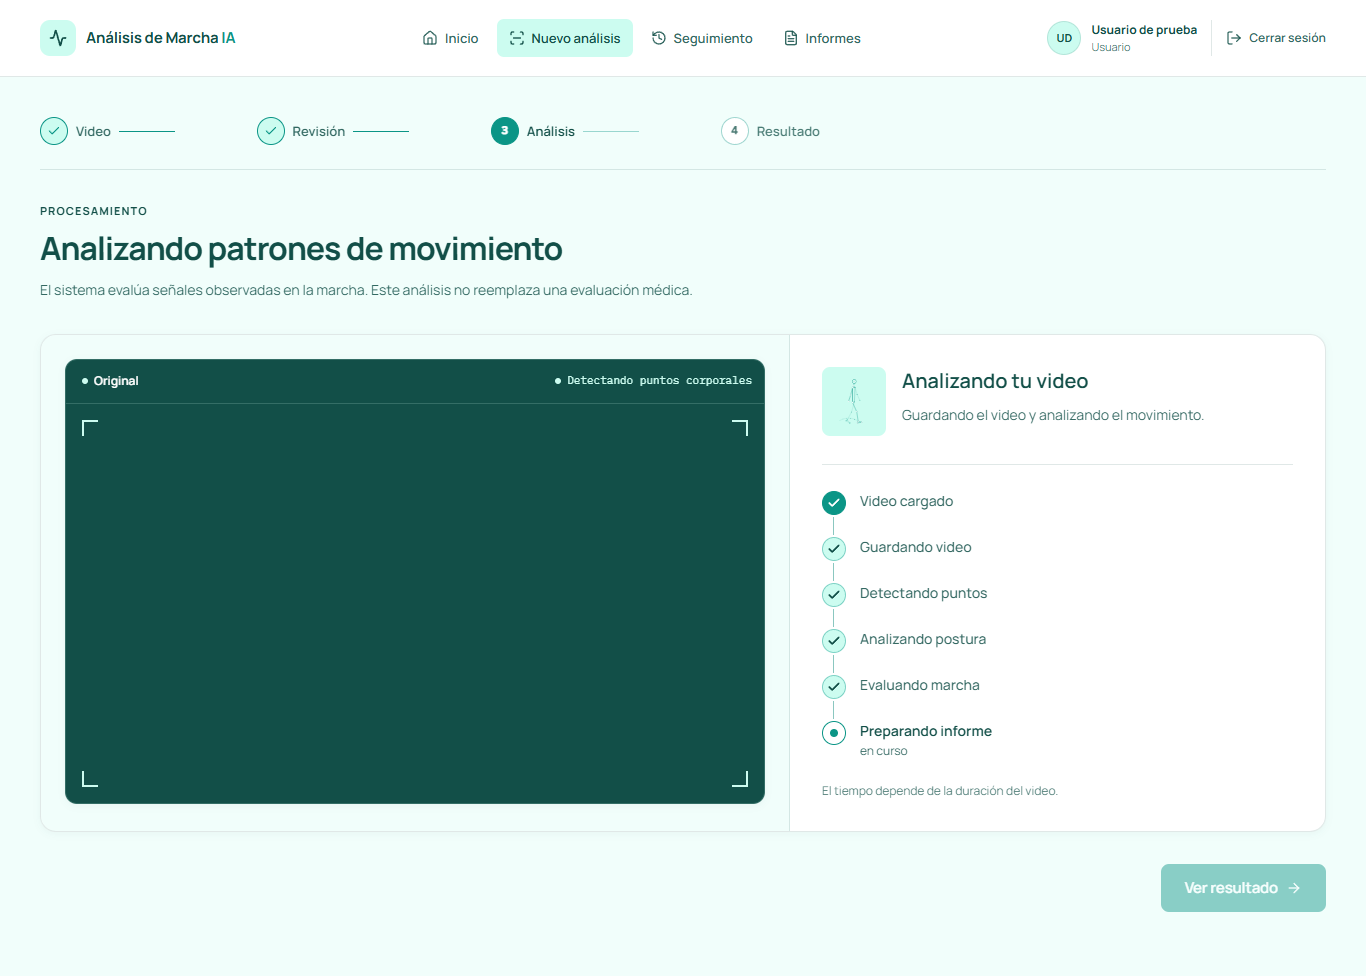 Análisis de Marcha IA
Inicio
Nuevo análisis
Seguimiento
Informes
UD
Usuario de prueba
Usuario
Cerrar sesión
Video
Revisión
3 Análisis
4 Resultado
PROCESAMIENTO
Analizando patrones de movimiento
El sistema evalúa señales observadas en la marcha. Este análisis no reemplaza una evaluación médica.
Original
Detectando puntos corporales
Analizando tu video
Guardando el video y analizando el movimiento.
Video cargado
Guardando video
Detectando puntos
Analizando postura
Evaluando marcha
Preparando informe
en curso
El tiempo depende de la duración del video.
Ver resultado